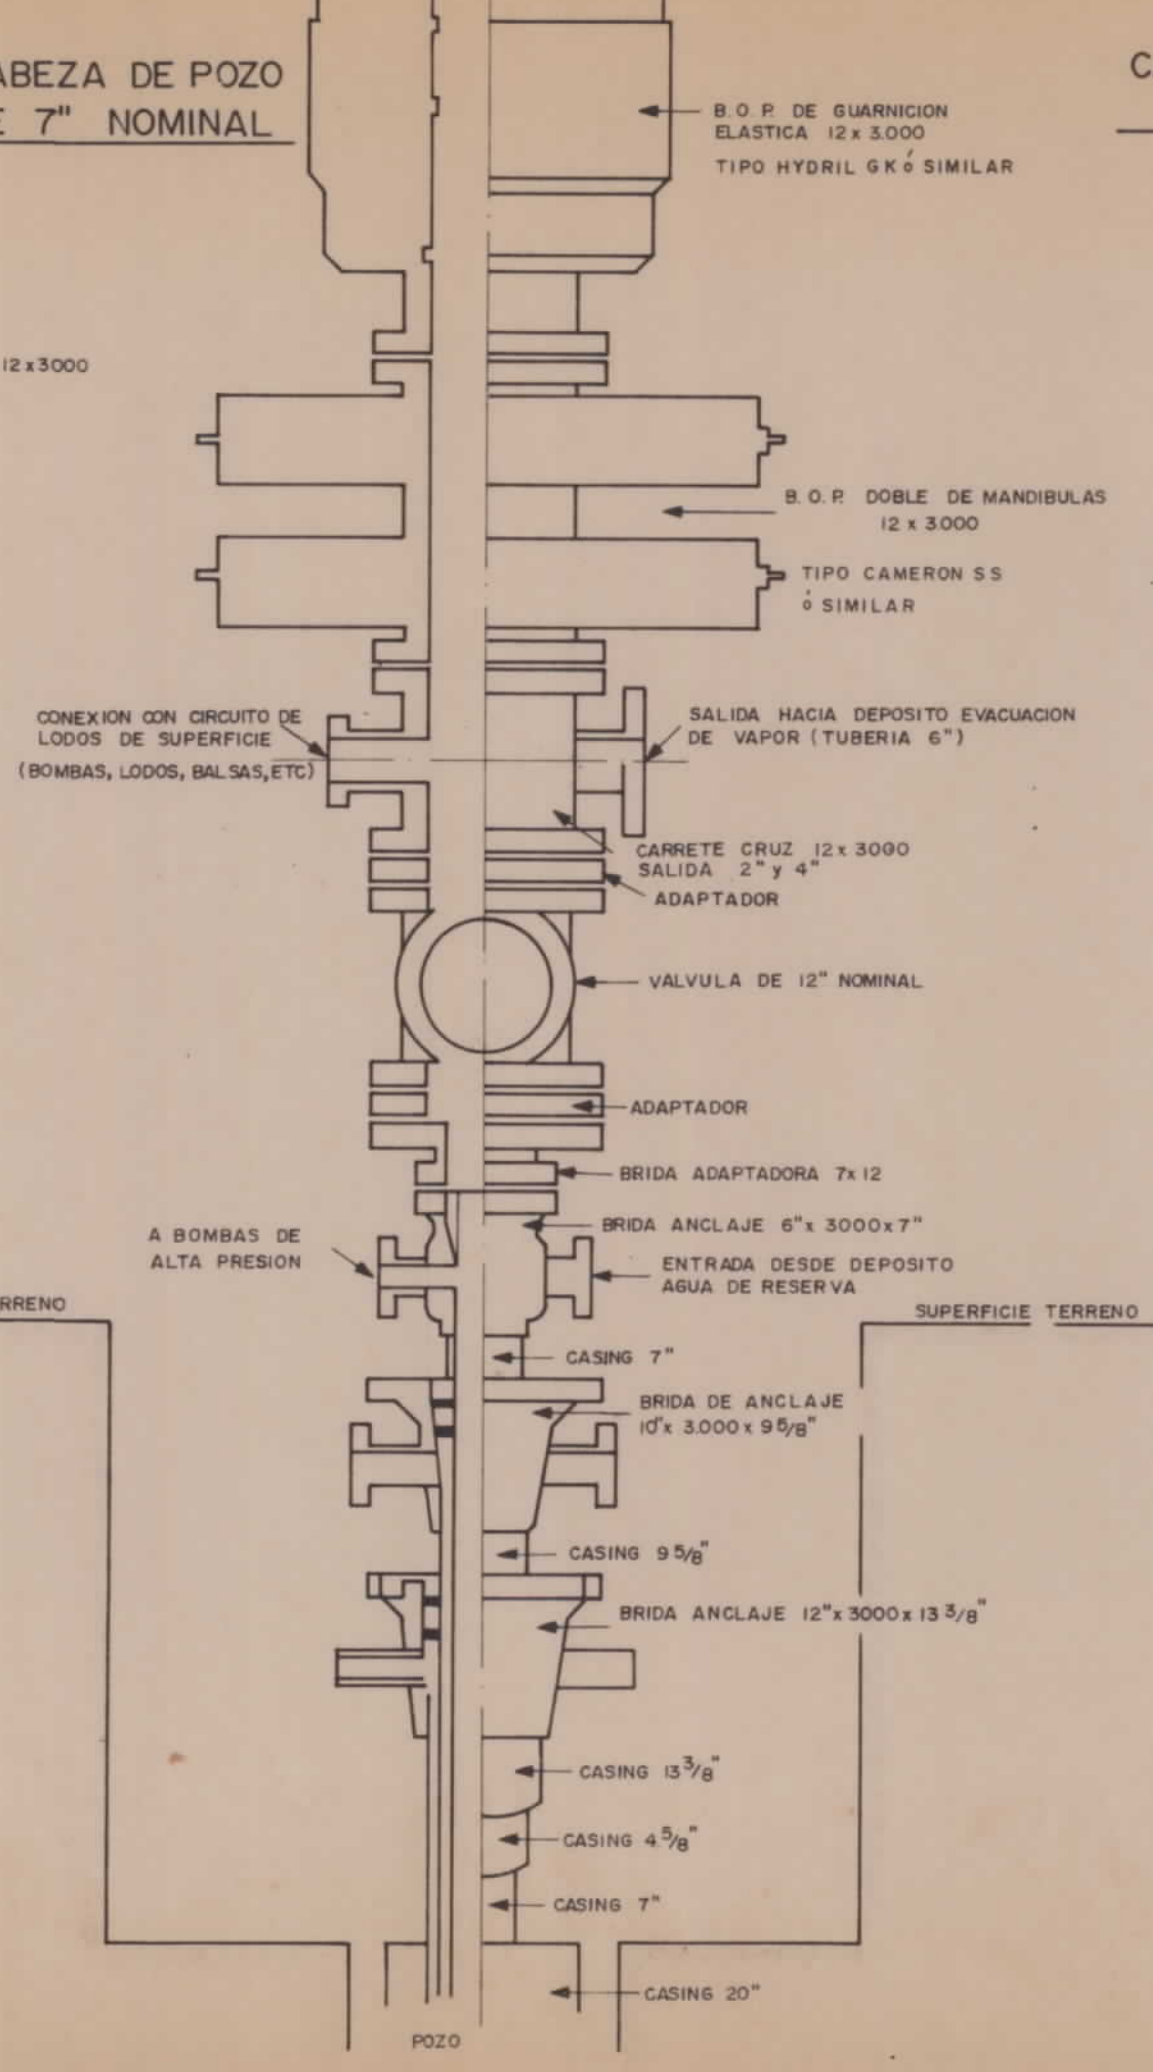 ABEZA DE POZO
E 7" NOMINAL
C
B.O.P. DE GUARNICION
ELASTICA 12 x 3.000
TIPO HYDRIL GK ó SIMILAR
12 x 3000
B.O.P. DOBLE DE MANDIBULAS
12 x 3.000
TIPO CAMERON SS
ó SIMILAR
CONEXION CON CIRCUITO DE
LODOS DE SUPERFICIE
(BOMBAS, LODOS, BALSAS, ETC)
SALIDA HACIA DEPOSITO EVACUACION
DE VAPOR (TUBERIA 6")
CARRETE CRUZ 12 x 3000
SALIDA 2" y 4"
ADAPTADOR
VALVULA DE 12" NOMINAL
ADAPTADOR
BRIDA ADAPTADORA 7x12
BRIDA ANCLAJE 6" x 3000 x 7"
A BOMBAS DE
ALTA PRESION
ENTRADA DESDE DEPOSITO
AGUA DE RESERVA
RRENO
SUPERFICIE TERRENO
CASING 7"
BRIDA DE ANCLAJE
10" x 3.000 x 9 5/8"
CASING 9 5/8"
BRIDA ANCLAJE 12" x 3000 x 13 3/8"
CASING 13 3/8"
CASING 4.5/8"
CASING 7"
CASING 20"
POZO